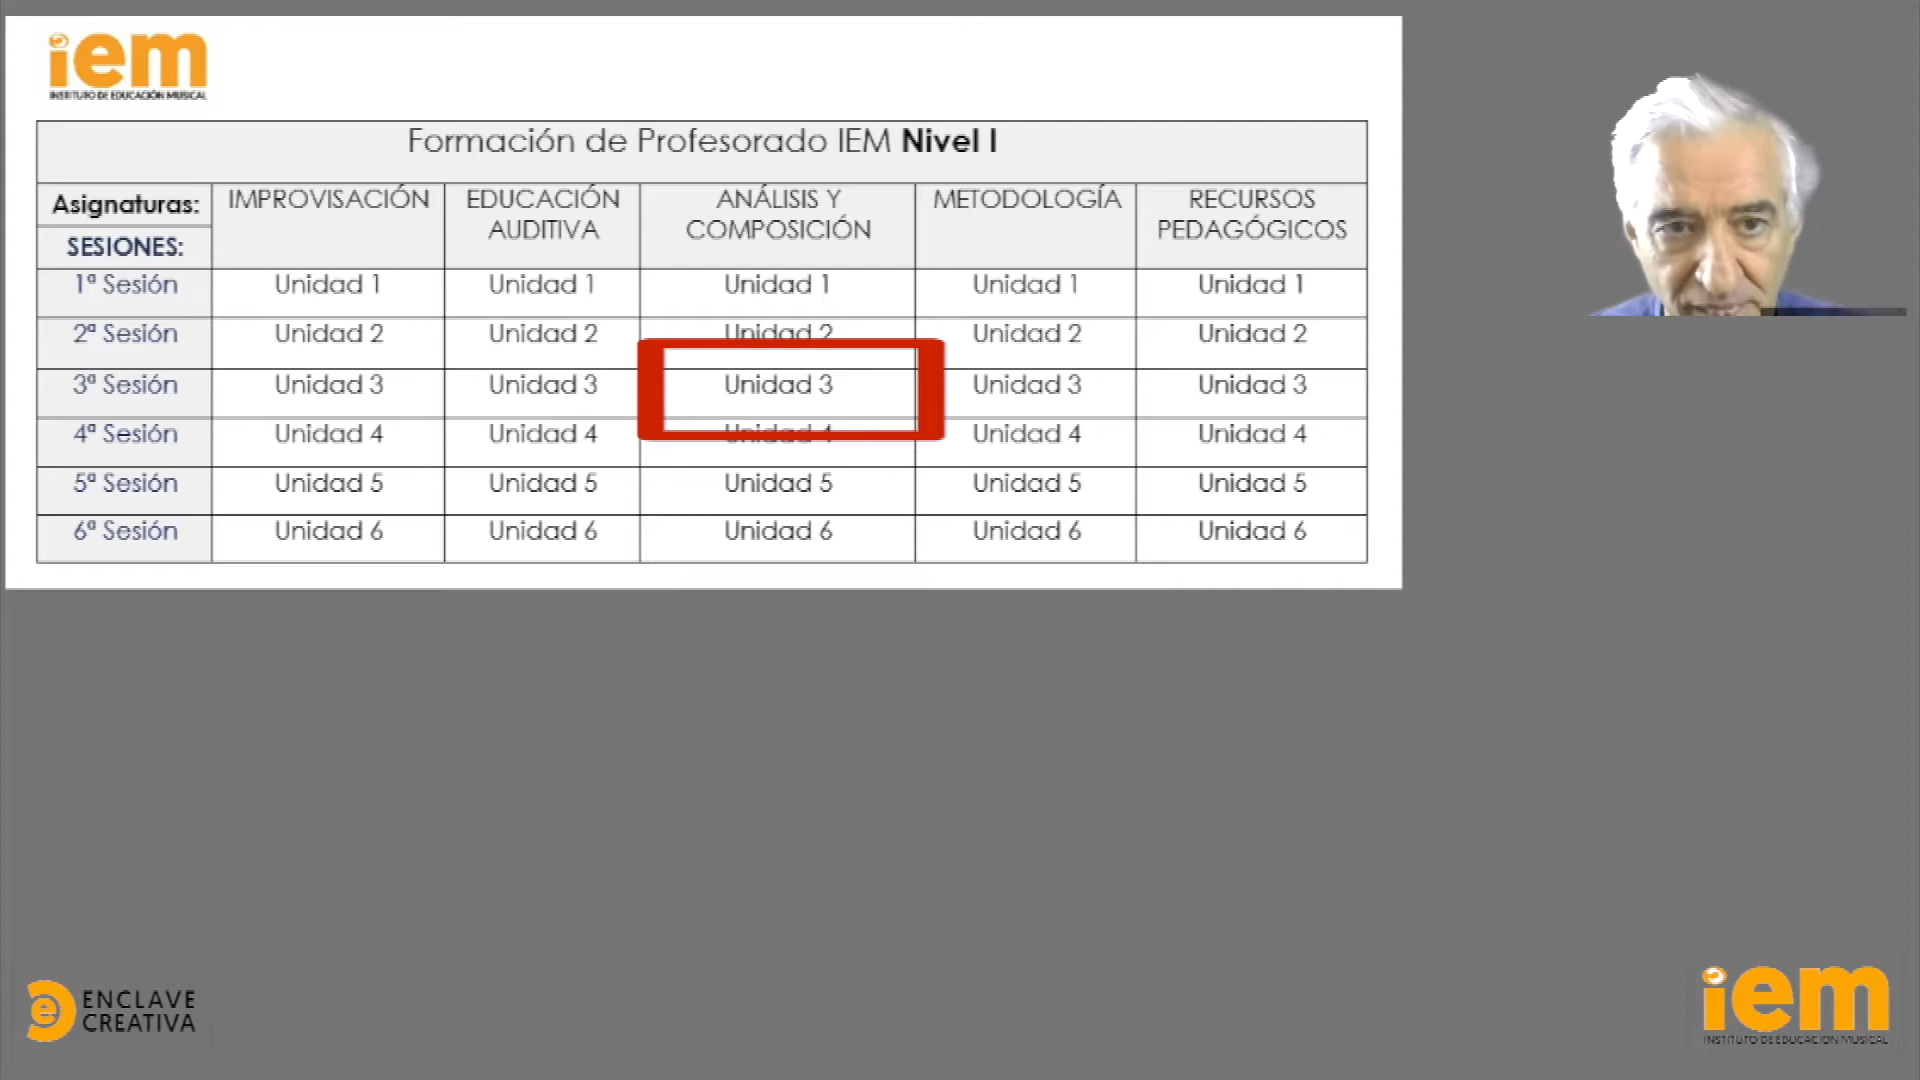 iem
INSTITUTO DE EDUCACIÓN MUSICAL
Formación de Profesorado IEM Nivel I
Asignaturas: IMPROVISACIÓN EDUCACIÓN AUDITIVA ANÁLISIS Y COMPOSICIÓN METODOLOGÍA RECURSOS PEDAGÓGICOS
SESIONES:
1ª Sesión Unidad 1 Unidad 1 Unidad 1 Unidad 1 Unidad 1
2ª Sesión Unidad 2 Unidad 2 Unidad 2 Unidad 2 Unidad 2
3ª Sesión Unidad 3 Unidad 3 Unidad 3 Unidad 3 Unidad 3
4ª Sesión Unidad 4 Unidad 4 Unidad 4 Unidad 4 Unidad 4
5ª Sesión Unidad 5 Unidad 5 Unidad 5 Unidad 5 Unidad 5
6ª Sesión Unidad 6 Unidad 6 Unidad 6 Unidad 6 Unidad 6
e ENCLAVE
CREATIVA
iem
INSTITUTO DE EDUCACIÓN MUSICAL